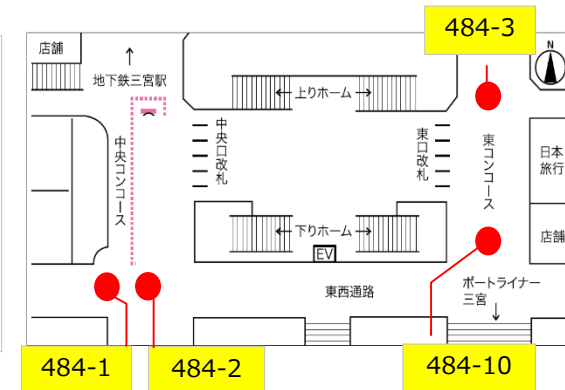 484-3
店舗
N
地下鉄三宮駅
上りホーム
中央口改札
東口改札
中央コンコース
東コンコース
日本
旅行
下りホーム
店舗
EV
東西通路
ポートライナー
三宮
484-1
484-2
484-10